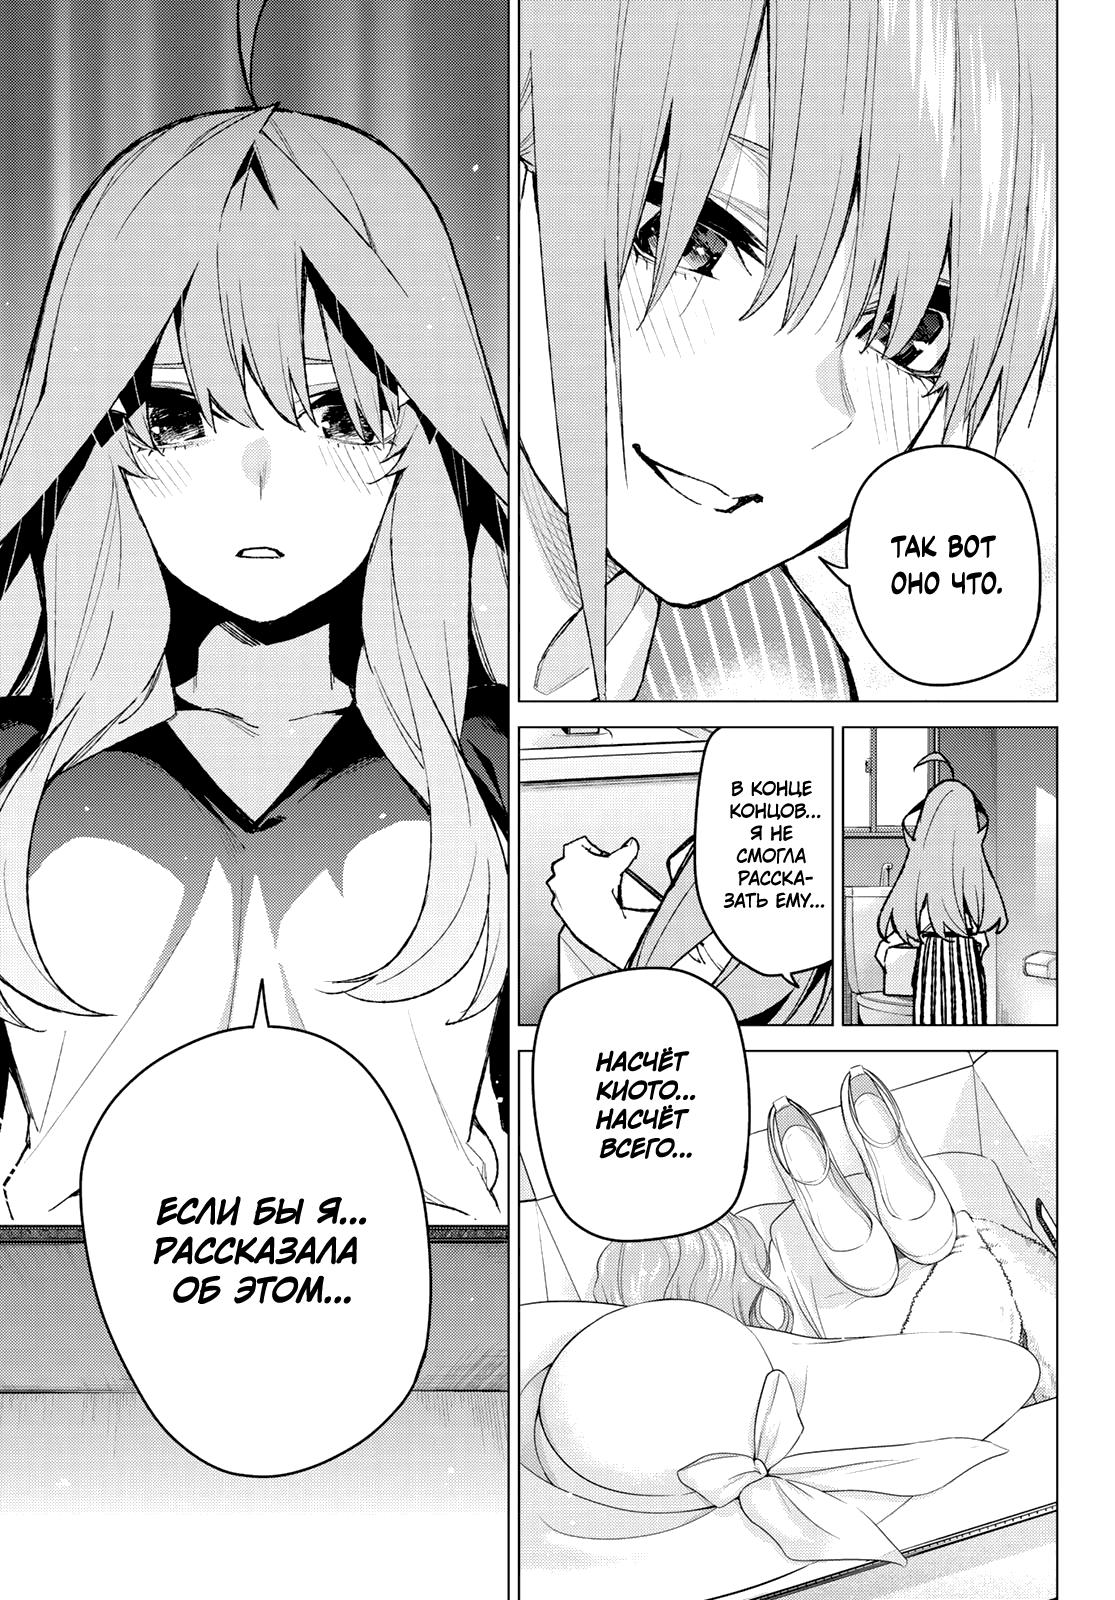 ТАК ВОТ
ОНО ЧТО.
В КОНЦЕ
КОНЦОВ...
Я НЕ
СМОГЛА
РАССКА-
ЗАТЬ ЕМУ...
НАСЧЁТ
КИОТО...
НАСЧЁТ
ВСЕГО...
ЕСЛИ БЫ Я...
РАССКАЗАЛА
ОБ ЭТОМ...